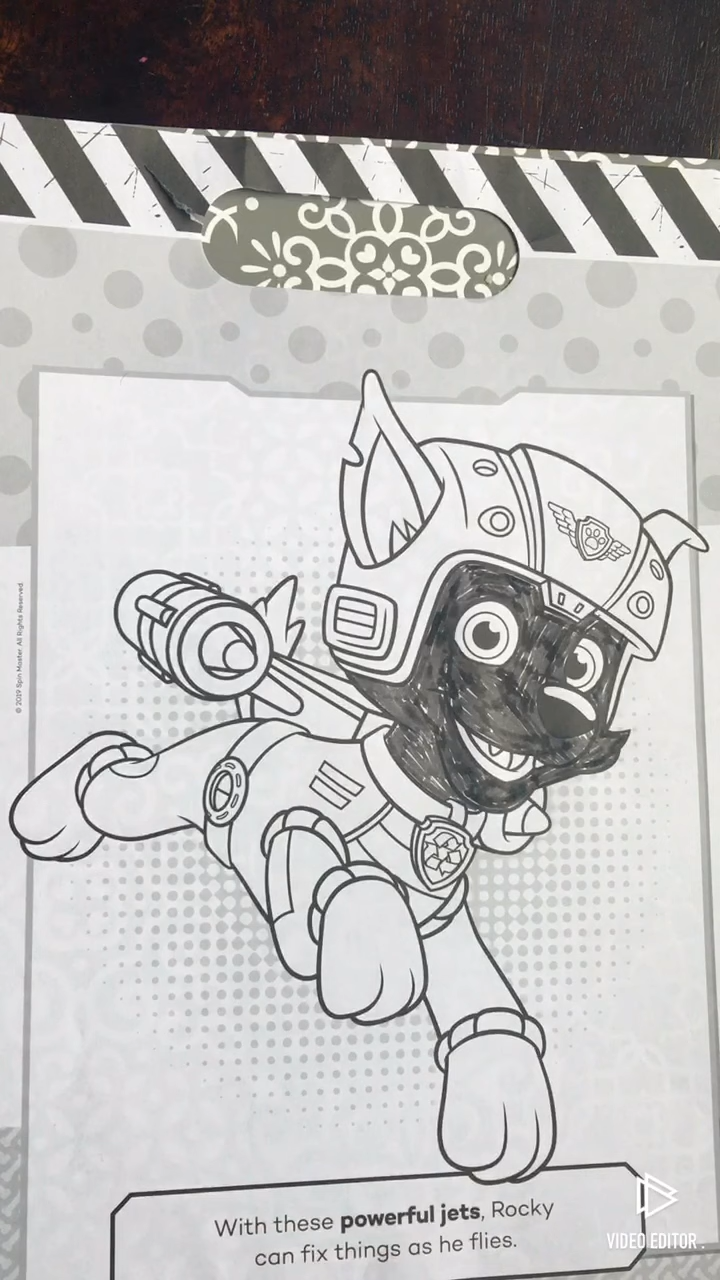 © 2019 Spin Master. All Rights Reserved.
With these powerful jets, Rocky
can fix things as he flies.
VIDEO EDITOR